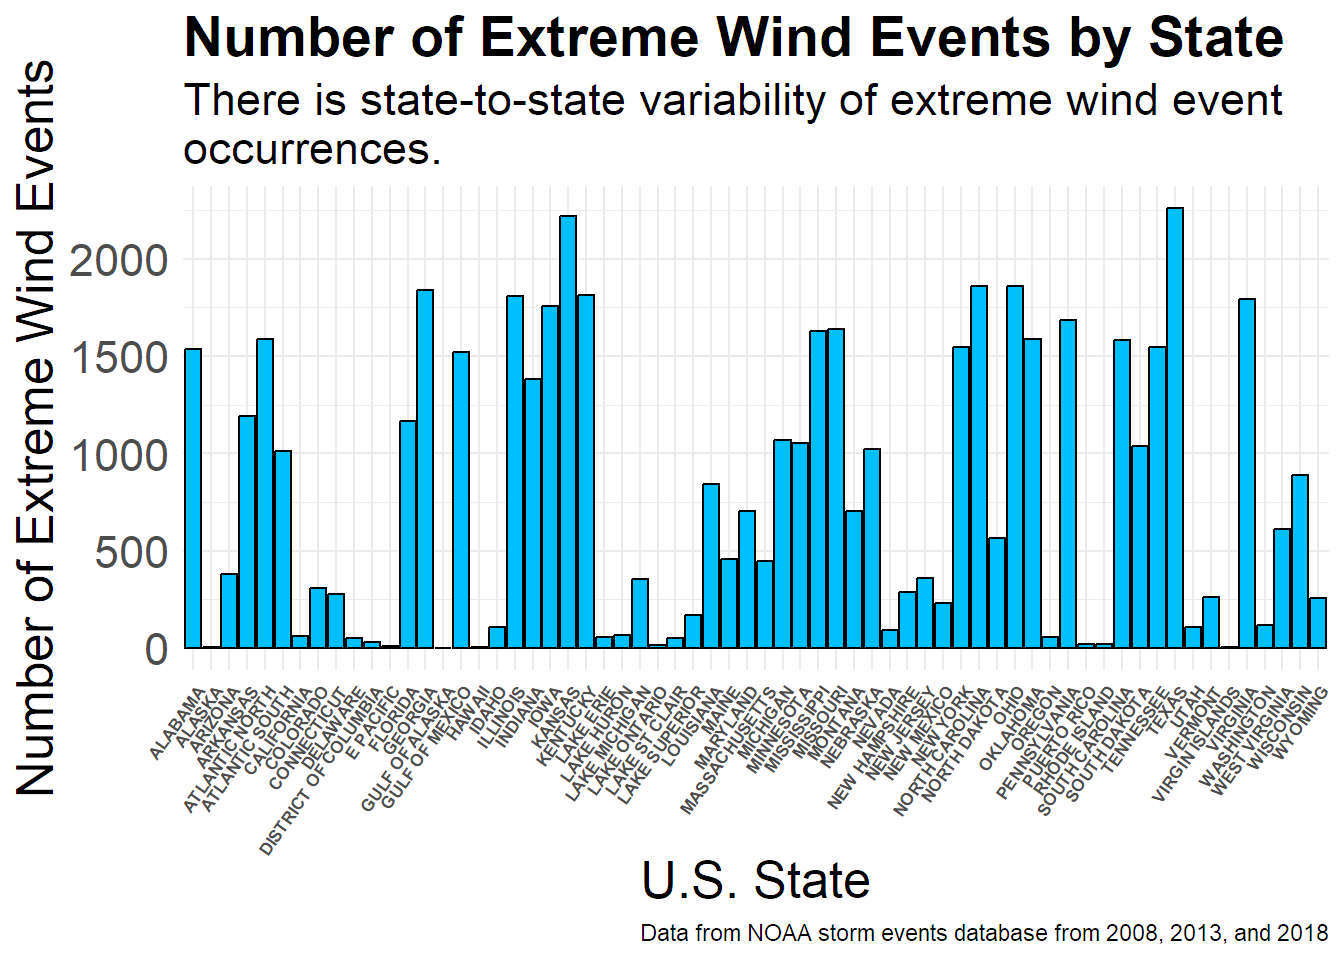 Number of Extreme Wind Events by State
There is state-to-state variability of extreme wind event
occurrences.
Number of Extreme Wind Events
2000
1500
1000
500
0
ALABAMA
ALASKA
ARIZONA
ARKANSAS
ATLANTIC NORTH
ATLANTIC SOUTH
CALIFORNIA
COLORADO
CONNECTICUT
DELAWARE
DISTRICT OF COLUMBIA
E PACIFIC
FLORIDA
GEORGIA
GULF OF ALASKA
GULF OF MEXICO
HAWAII
IDAHO
ILLINOIS
INDIANA
IOWA
KANSAS
KENTUCKY
LAKE ERIE
LAKE HURON
LAKE MICHIGAN
LAKE ONTARIO
LAKE ST CLAIR
LAKE SUPERIOR
LOUISIANA
MAINE
MARYLAND
MASSACHUSETTS
MICHIGAN
MINNESOTA
MISSISSIPPI
MISSOURI
MONTANA
NEBRASKA
NEVADA
NEW HAMPSHIRE
NEW JERSEY
NEW MEXICO
NEW YORK
NORTH CAROLINA
NORTH DAKOTA
OHIO
OKLAHOMA
OREGON
PENNSYLVANIA
PUERTO RICO
RHODE ISLAND
SOUTH CAROLINA
SOUTH DAKOTA
TENNESSEE
TEXAS
UTAH
VERMONT
VIRGIN ISLANDS
VIRGINIA
WASHINGTON
WEST VIRGINIA
WISCONSIN
WYOMING
U.S. State
Data from NOAA storm events database from 2008, 2013, and 2018